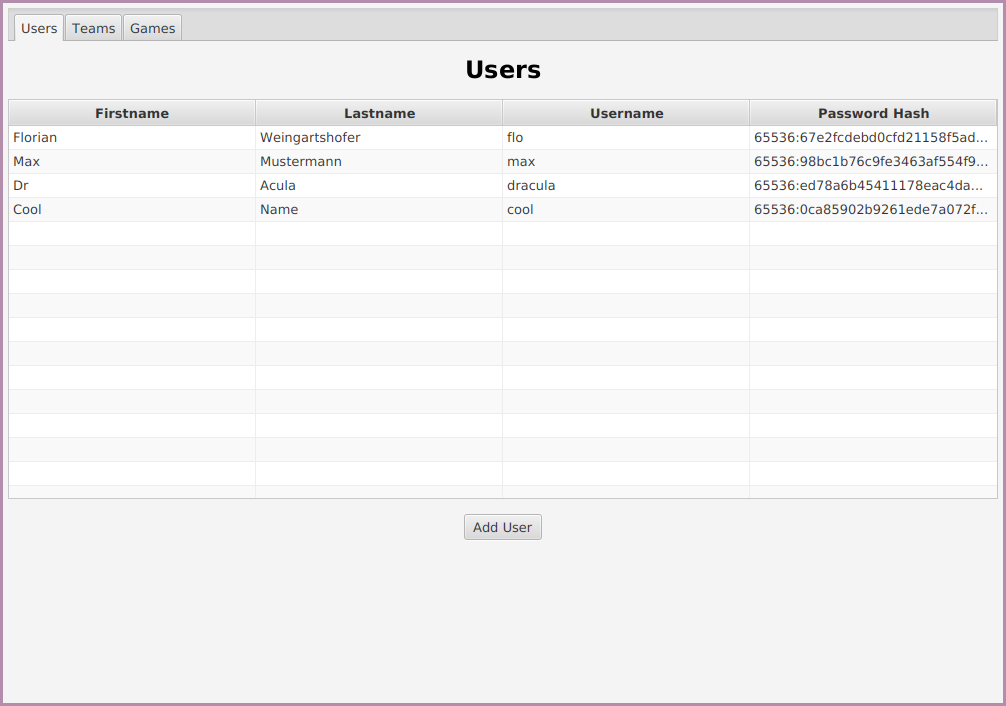 Users Teams Games
Users
Firstname Lastname Username Password Hash
Florian Weingartshofer flo 65536:67e2fcdebd0cfd21158f5ad...
Max Mustermann max 65536:98bc1b76c9fe3463af554f9...
Dr Acula dracula 65536:ed78a6b45411178eac4da...
Cool Name cool 65536:0ca85902b9261ede7a072f...
Add User